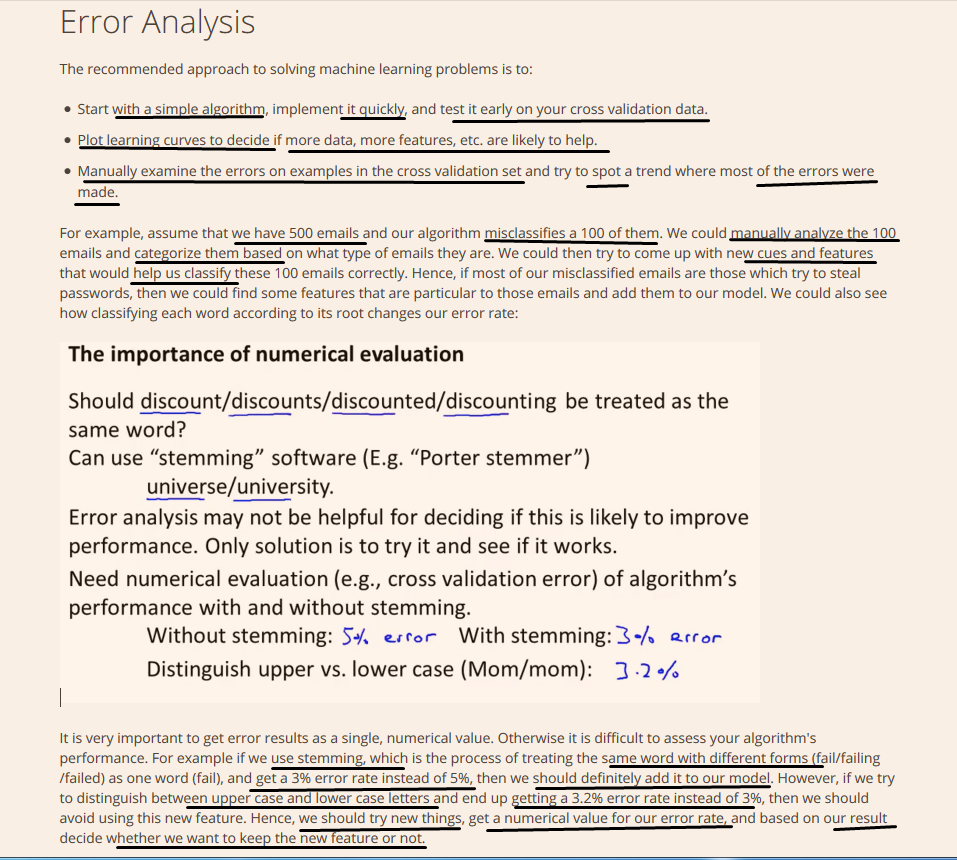 Error Analysis
The recommended approach to solving machine learning problems is to:
• Start with a simple algorithm, implement it quickly, and test it early on your cross validation data.
• Plot learning curves to decide if more data, more features, etc. are likely to help.
• Manually examine the errors on examples in the cross validation set and try to spot a trend where most of the errors were
made.
For example, assume that we have 500 emails and our algorithm misclassifies a 100 of them. We could manually analyze the 100
emails and categorize them based on what type of emails they are. We could then try to come up with new cues and features
that would help us classify these 100 emails correctly. Hence, if most of our misclassified emails are those which try to steal
passwords, then we could find some features that are particular to those emails and add them to our model. We could also see
how classifying each word according to its root changes our error rate:
The importance of numerical evaluation
Should discount/discounts/discounted/discounting be treated as the
same word?
Can use “stemming” software (E.g. “Porter stemmer”)
universe/university.
Error analysis may not be helpful for deciding if this is likely to improve
performance. Only solution is to try it and see if it works.
Need numerical evaluation (e.g., cross validation error) of algorithm’s
performance with and without stemming.
Without stemming: 5% error With stemming: 3% error
Distinguish upper vs. lower case (Mom/mom): 3.2%
It is very important to get error results as a single, numerical value. Otherwise it is difficult to assess your algorithm's
performance. For example if we use stemming, which is the process of treating the same word with different forms (fail/failing
/failed) as one word (fail), and get a 3% error rate instead of 5%, then we should definitely add it to our model. However, if we try
to distinguish between upper case and lower case letters and end up getting a 3.2% error rate instead of 3%, then we should
avoid using this new feature. Hence, we should try new things, get a numerical value for our error rate, and based on our result
decide whether we want to keep the new feature or not.